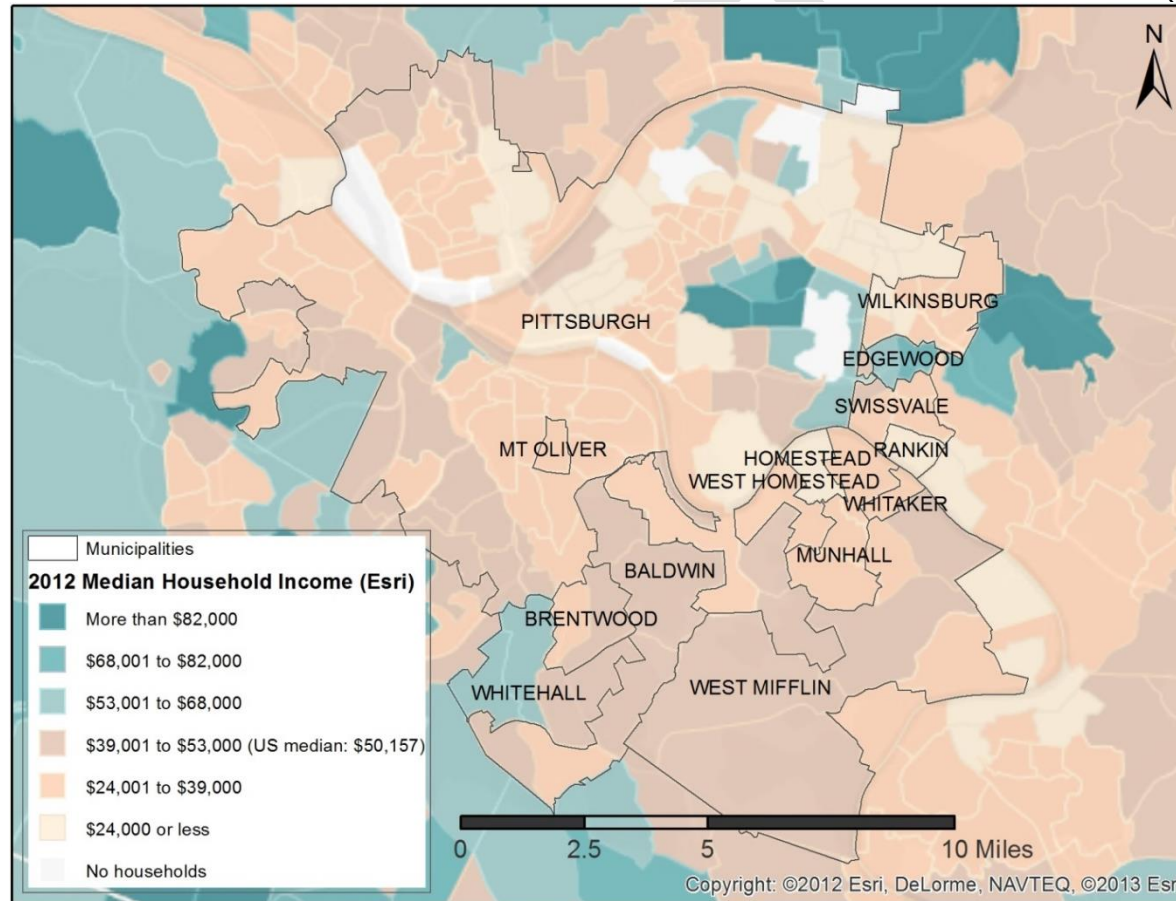 N
WILKINSBURG
PITTSBURGH
EDGEWOOD
SWISSVALE
MT OLIVER
HOMESTEAD
RANKIN
WEST HOMESTEAD
WHITAKER
MUNHALL
BALDWIN
BRENTWOOD
WHITEHALL
WEST MIFFLIN
Municipalities
2012 Median Household Income (Esri)
More than $82,000
$68,001 to $82,000
$53,001 to $68,000
$39,001 to $53,000 (US median: $50,157)
$24,001 to $39,000
$24,000 or less
No households
0 2.5 5 10 Miles
Copyright: ©2012 Esri, DeLorme, NAVTEQ, ©2013 Esr